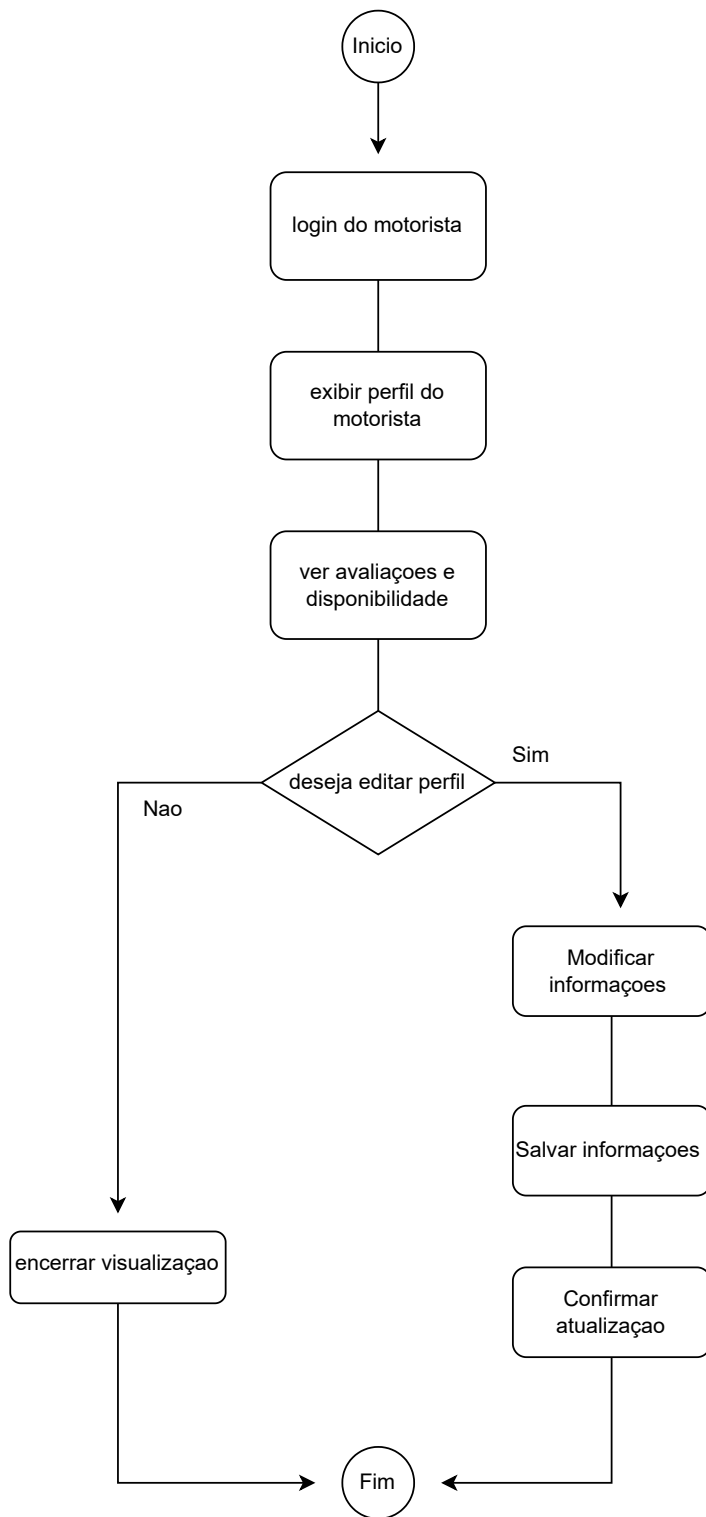 Inicio
login do motorista
exibir perfil do
motorista
ver avaliaçoes e
disponibilidade
deseja editar perfil
Sim
Nao
Modificar
informaçoes
Salvar informaçoes
encerrar visualizaçao
Confirmar
atualizaçao
Fim